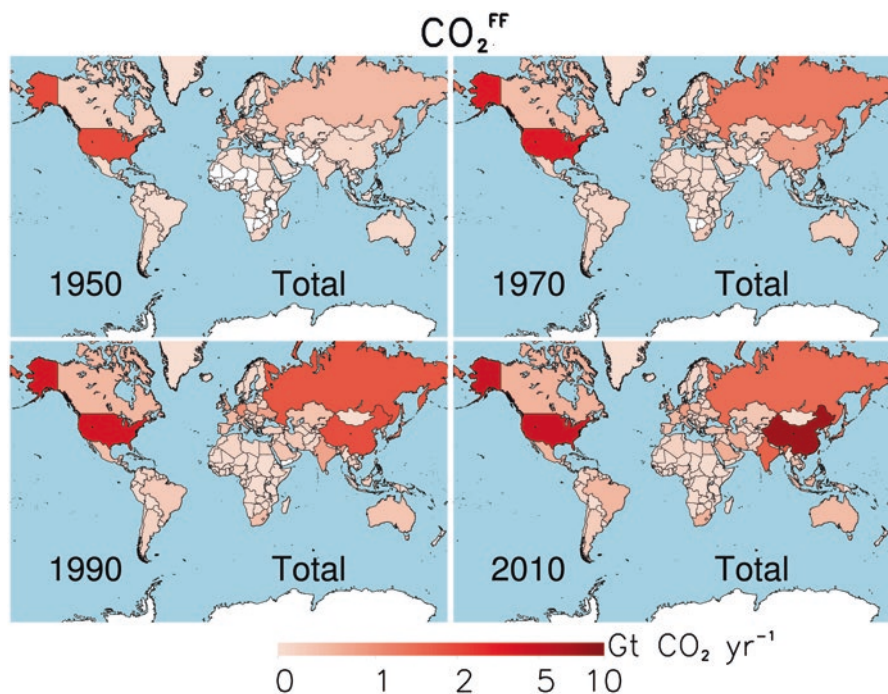 CO₂ᶠᶠ
1950 Total
1970 Total
1990 Total
2010 Total
Gt CO₂ yr⁻¹
0 1 2 5 10